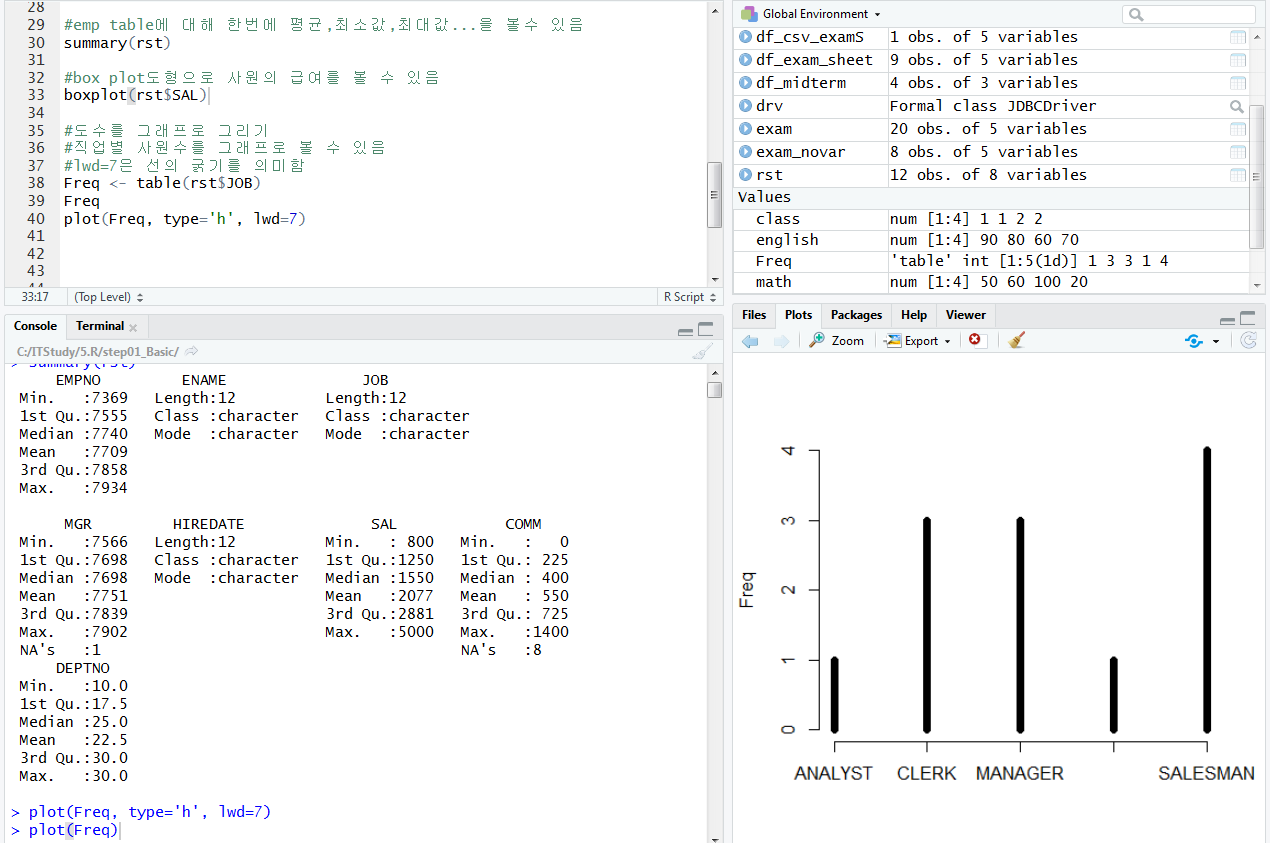 28
29 #emp table에 대해 한번에 평균,최소값,최대값...을 볼수 있음
30 summary(rst)
31
32 #box plot도형으로 사원의 급여를 볼 수 있음
33 boxplot(rst$SAL)
34
35 #도수를 그래프로 그리기
36 #직업별 사원수를 그래프로 볼 수 있음
37 #lwd=7은 선의 굵기를 의미함
38 Freq <- table(rst$JOB)
39 Freq
40 plot(Freq, type='h', lwd=7)
41
42
43
44
33:17 (Top Level) R Script
Console Terminal
C:/ITStudy/5.R/step01_Basic/
> summary(rst)
EMPNO ENAME JOB
Min. :7369 Length:12 Length:12
1st Qu.:7555 Class :character Class :character
Median :7740 Mode :character Mode :character
Mean :7709
3rd Qu.:7858
Max. :7934
MGR HIREDATE SAL COMM
Min. :7566 Length:12 Min. : 800 Min. : 0
1st Qu.:7698 Class :character 1st Qu.:1250 1st Qu.: 225
Median :7698 Mode :character Median :1550 Median : 400
Mean :7751 Mean :2077 Mean : 550
3rd Qu.:7839 3rd Qu.:2881 3rd Qu.: 725
Max. :7902 Max. :5000 Max. :1400
NA's :1 NA's :8
DEPTNO
Min. :10.0
1st Qu.:17.5
Median :25.0
Mean :22.5
3rd Qu.:30.0
Max. :30.0
> plot(Freq, type='h', lwd=7)
> plot(Freq)
Global Environment
df_csv_examS 1 obs. of 5 variables
df_exam_sheet 9 obs. of 5 variables
df_midterm 4 obs. of 3 variables
drv Formal class JDBCDriver
exam 20 obs. of 5 variables
exam_novar 8 obs. of 5 variables
rst 12 obs. of 8 variables
Values
class num [1:4] 1 1 2 2
english num [1:4] 90 80 60 70
Freq 'table' int [1:5(1d)] 1 3 3 1 4
math num [1:4] 50 60 100 20
Files Plots Packages Help Viewer
Zoom Export
4
3
2
1
0
Freq
ANALYST CLERK MANAGER SALESMAN